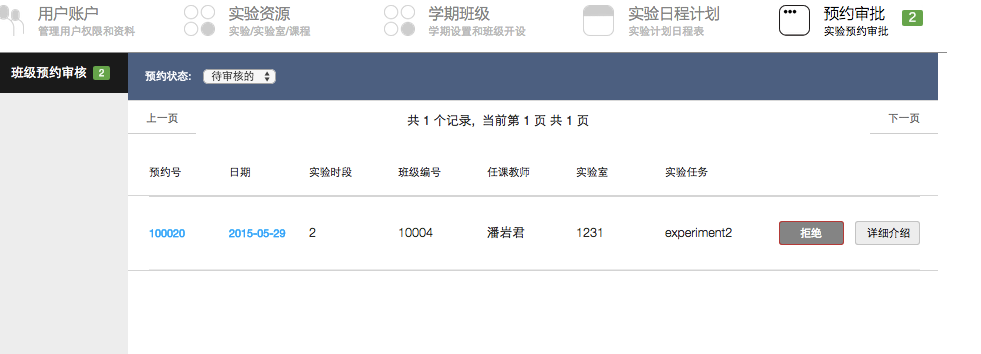 用户账户
管理用户权限和资料
实验资源
实验/实验室/课程
学期班级
学期设置和班级开设
实验日程计划
实验计划日程表
预约审批 2
实验预约审批
班级预约审核 2
预约状态: 待审核的
上一页 共 1 个记录, 当前第 1 页 共 1 页 下一页
预约号 日期 实验时段 班级编号 任课教师 实验室 实验任务
100020 2015-05-29 2 10004 潘岩君 1231 experiment2 拒绝 详细介绍